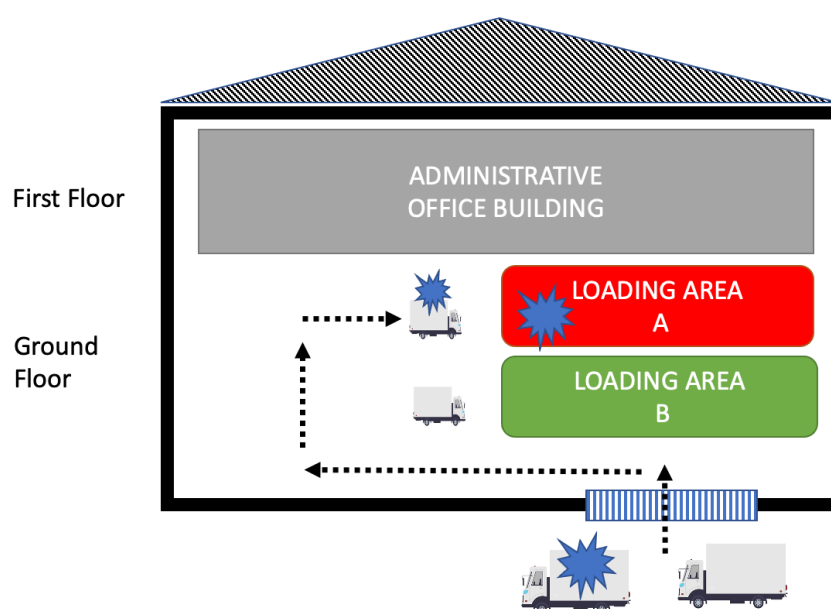 ADMINISTRATIVE
OFFICE BUILDING
First Floor
LOADING AREA
A
Ground
Floor
LOADING AREA
B